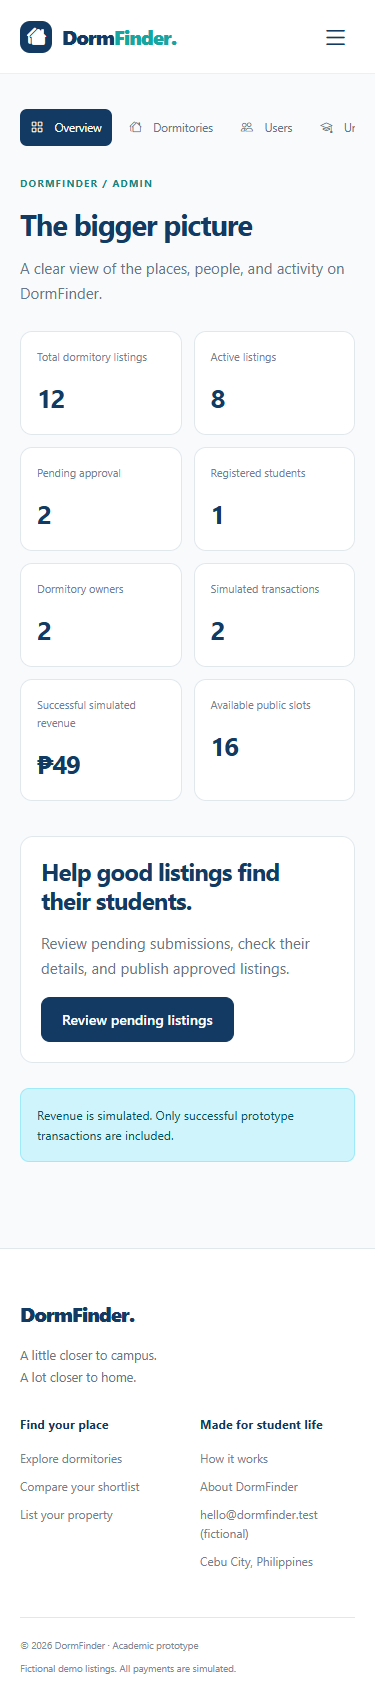 DormFinder.
Overview Dormitories Users
DORMFINDER / ADMIN
The bigger picture
A clear view of the places, people, and activity on
DormFinder.
Total dormitory listings
12
Active listings
8
Pending approval
2
Registered students
1
Dormitory owners
2
Simulated transactions
2
Successful simulated
revenue
₱49
Available public slots
16
Help good listings find
their students.
Review pending submissions, check their
details, and publish approved listings.
Review pending listings
Revenue is simulated. Only successful prototype
transactions are included.
DormFinder.
A little closer to campus.
A lot closer to home.
Find your place
Explore dormitories
Compare your shortlist
List your property
Made for student life
How it works
About DormFinder
hello@dormfinder.test
(fictional)
Cebu City, Philippines
© 2026 DormFinder · Academic prototype
Fictional demo listings. All payments are simulated.